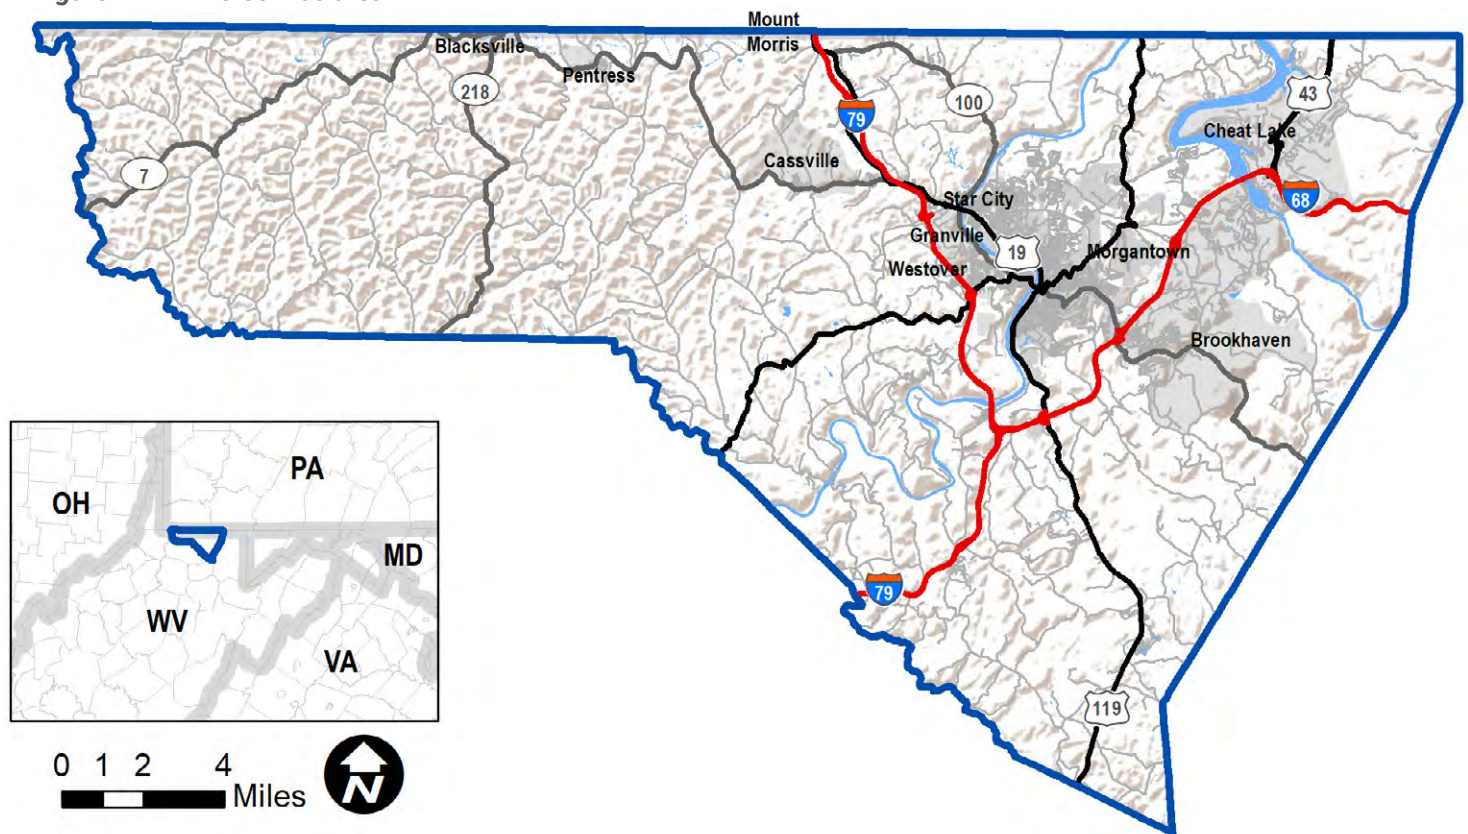 Mount
Morris
Blacksville
Pentress
218
100
43
79
Cheat Lake
Cassville
7
68
Star City
Granville
19
Morgantown
Westover
Brookhaven
PA
OH
MD
WV
VA
79
119
0 1 2 4
Miles
N